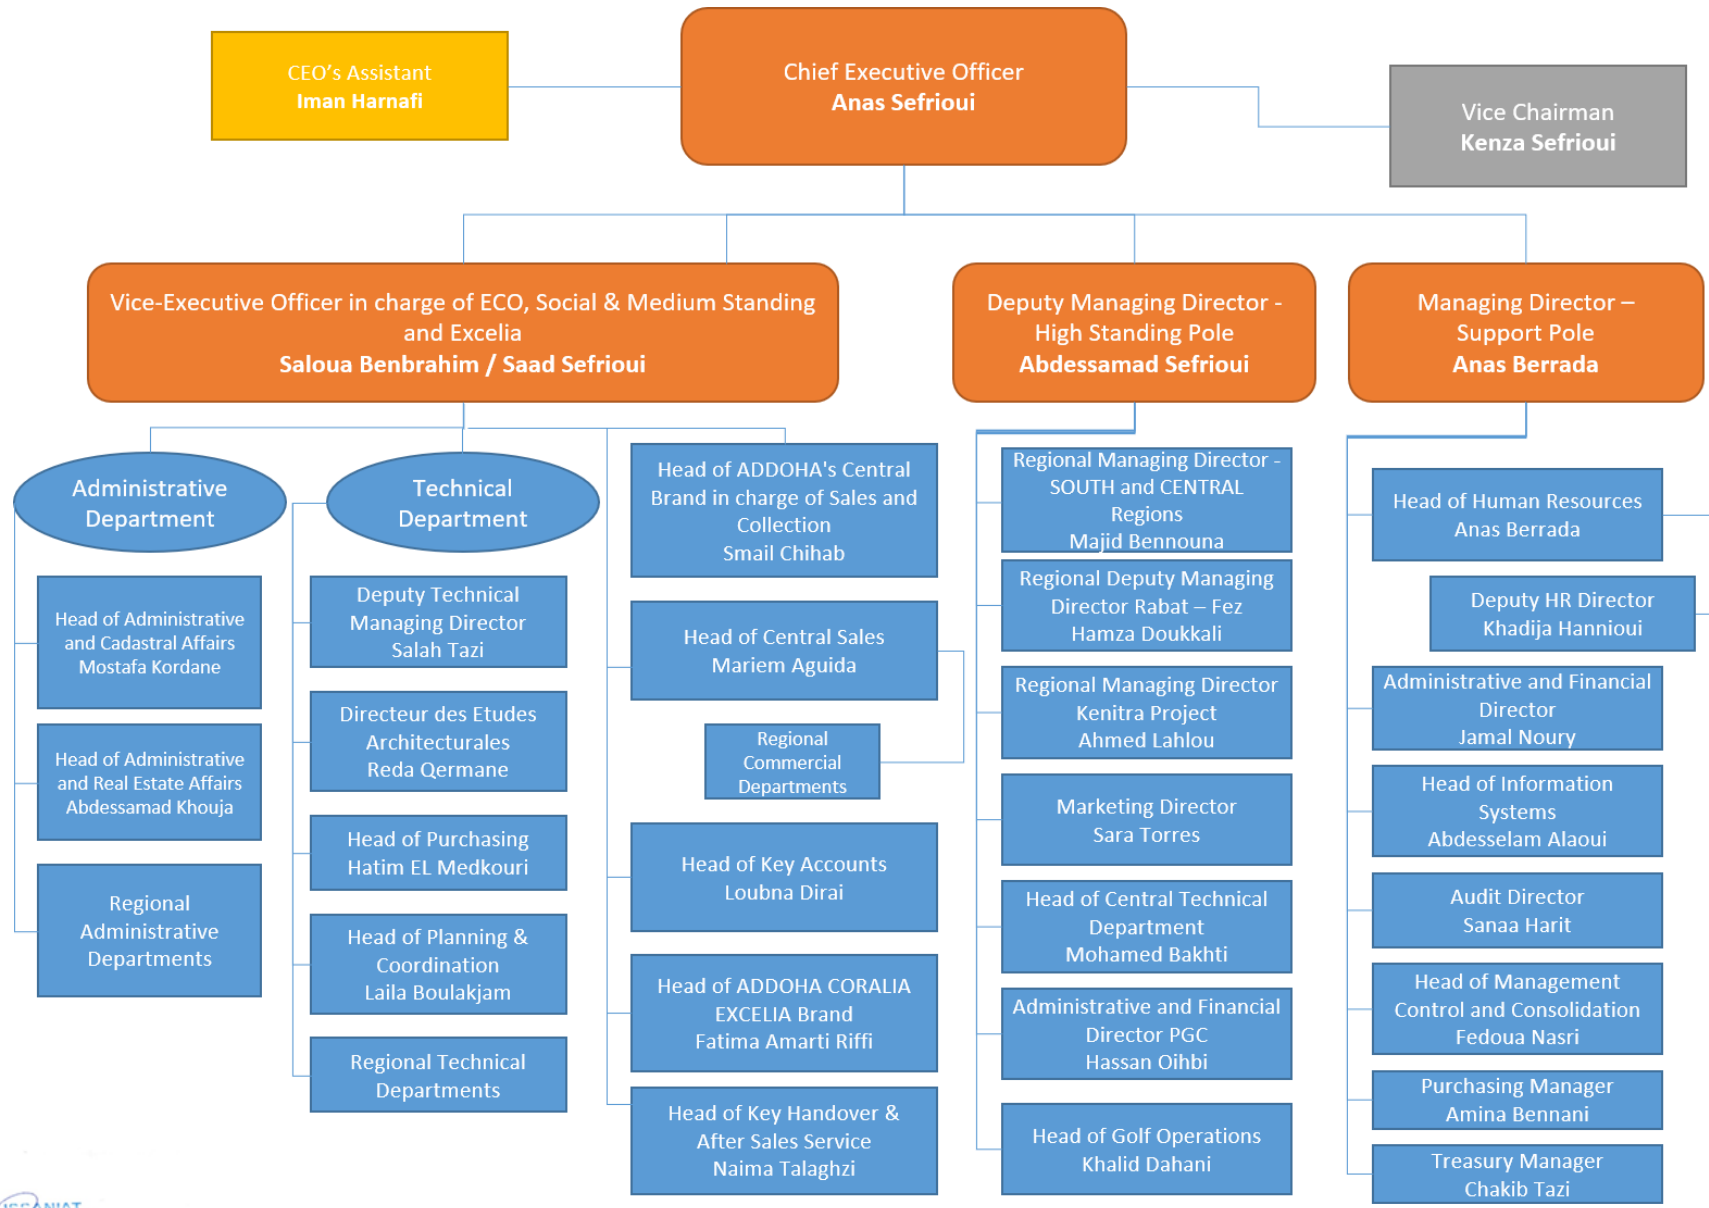 CEO's Assistant
Iman Harnafi
Chief Executive Officer
Anas Sefrioui
Vice Chairman
Kenza Sefrioui
Vice-Executive Officer in charge of ECO, Social & Medium Standing
and Excelia
Saloua Benbrahim / Saad Sefrioui
Deputy Managing Director -
High Standing Pole
Abdessamad Sefrioui
Managing Director –
Support Pole
Anas Berrada
Administrative
Department
Head of Administrative
and Cadastral Affairs
Mostafa Kordane
Head of Administrative
and Real Estate Affairs
Abdessamad Khouja
Regional
Administrative
Departments
Technical
Department
Deputy Technical
Managing Director
Salah Tazi
Directeur des Etudes
Architecturales
Reda Qermane
Head of Purchasing
Hatim EL Medkouri
Head of Planning &
Coordination
Laila Boulakjam
Regional Technical
Departments
Head of ADDOHA's Central
Brand in charge of Sales and
Collection
Smail Chihab
Head of Central Sales
Mariem Aguida
Regional
Commercial
Departments
Head of Key Accounts
Loubna Dirai
Head of ADDOHA CORALIA
EXCELIA Brand
Fatima Amarti Riffi
Head of Key Handover &
After Sales Service
Naima Talaghzi
Regional Managing Director -
SOUTH and CENTRAL
Regions
Majid Bennouna
Regional Deputy Managing
Director Rabat – Fez
Hamza Doukkali
Regional Managing Director
Kenitra Project
Ahmed Lahlou
Marketing Director
Sara Torres
Head of Central Technical
Department
Mohamed Bakhti
Administrative and Financial
Director PGC
Hassan Oihbi
Head of Golf Operations
Khalid Dahani
Head of Human Resources
Anas Berrada
Deputy HR Director
Khadija Hannioui
Administrative and Financial
Director
Jamal Noury
Head of Information
Systems
Abdesselam Alaoui
Audit Director
Sanaa Harit
Head of Management
Control and Consolidation
Fedoua Nasri
Purchasing Manager
Amina Bennani
Treasury Manager
Chakib Tazi